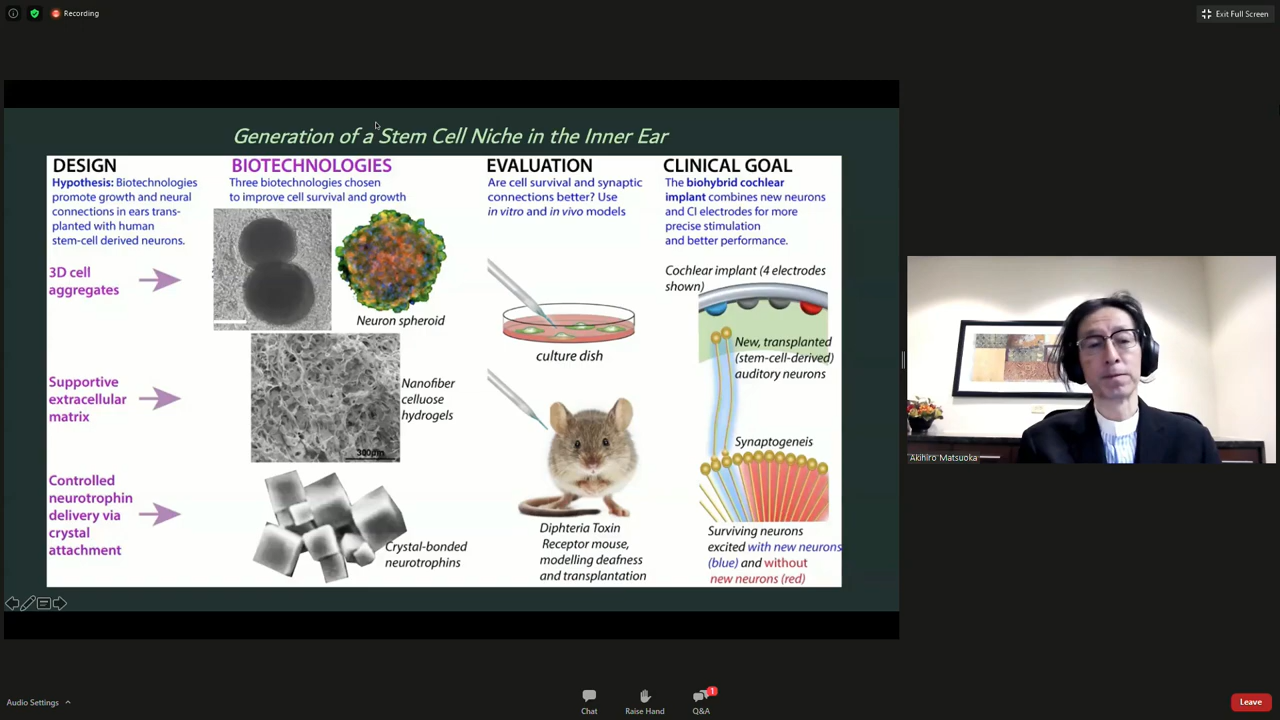 Recording
Exit Full Screen
Generation of a Stem Cell Niche in the Inner Ear
DESIGN
Hypothesis: Biotechnologies
promote growth and neural
connections in ears trans-
planted with human
stem-cell derived neurons.
3D cell
aggregates
Supportive
extracellular
matrix
Controlled
neurotrophin
delivery via
crystal
attachment
BIOTECHNOLOGIES
Three biotechnologies chosen
to improve cell survival and growth
Neuron spheroid
Nanofiber
celluose
hydrogels
300µm
Crystal-bonded
neurotrophins
EVALUATION
Are cell survival and synaptic
connections better? Use
in vitro and in vivo models
culture dish
Diphteria Toxin
Receptor mouse,
modelling deafness
and transplantation
CLINICAL GOAL
The biohybrid cochlear
implant combines new neurons
and CI electrodes for more
precise stimulation
and better performance.
Cochlear implant (4 electrodes
shown)
New, transplanted
(stem-cell-derived)
auditory neurons
Synaptogeneis
Surviving neurons
excited with new neurons
(blue) and without
new neurons (red)
Akihiro Matsuoka
Audio Settings
Chat
Raise Hand
1
Q&A
Leave